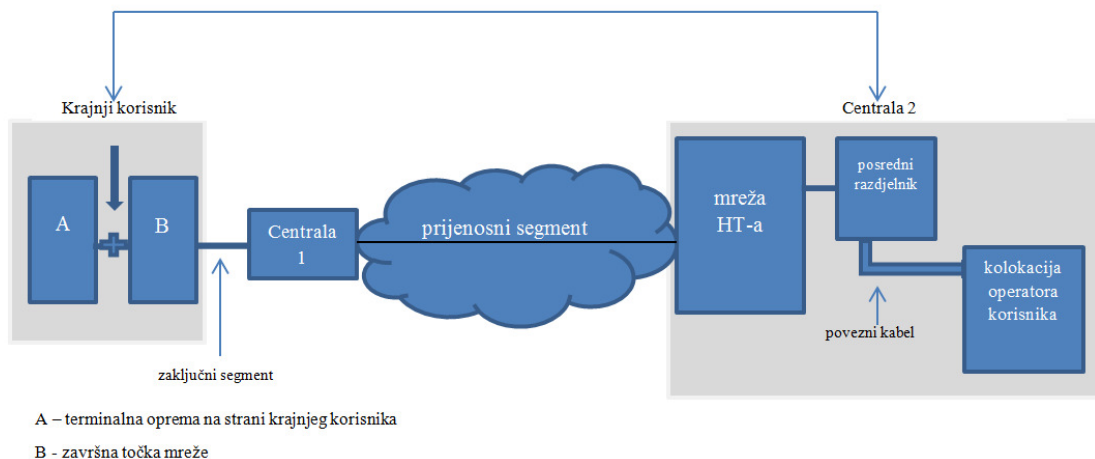 Krajnji korisnik
Centrala 2
A
B
Centrala
1
prijenosni segment
mreža
HT-a
posredni
razdjelnik
kolokacija
operatora
korisnika
povezni kabel
zaključni segment
A – terminalna oprema na strani krajnjeg korisnika
B - završna točka mreže